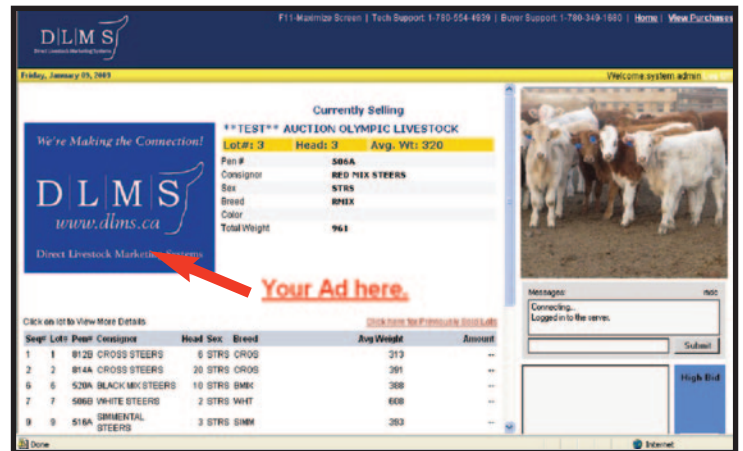 D|L|M S
Direct Livestock Marketing Systems
F11-Maximize Screen | Tech Support: 1-780-554-4939 | Buyer Support: 1-780-349-1680 | Home | View Purchases
Friday, January 09, 2009
Welcome:system admin
Currently Selling
**TEST** AUCTION OLYMPIC LIVESTOCK
Lot#: 3 Head: 3 Avg. Wt: 320
Pen # 506A
Consignor RED MIX STEERS
Sex STRS
Breed RMIX
Color
Total Weight 961
We're Making the Connection!
D|L|M|S
www.dlms.ca
Direct Livestock Marketing Systems
Your Ad here.
Click on lot to View More Details
Click here for Previously Sold Lots
Seq# Lot# Pen# Consignor Head Sex Breed Avg Weight Amount
1 1 812B CROSS STEERS 6 STRS CROS 313 --
2 2 814A CROSS STEERS 20 STRS CROS 391 --
6 6 520A BLACK MIX STEERS 10 STRS BMIX 388 --
7 7 506B WHITE STEERS 2 STRS WHT 608 --
9 9 516A SIMMENTAL STEERS 3 STRS SIMM 283 --
Messages:
Connecting...
Logged in to the server.
Submit
High Bid
Done
Internet